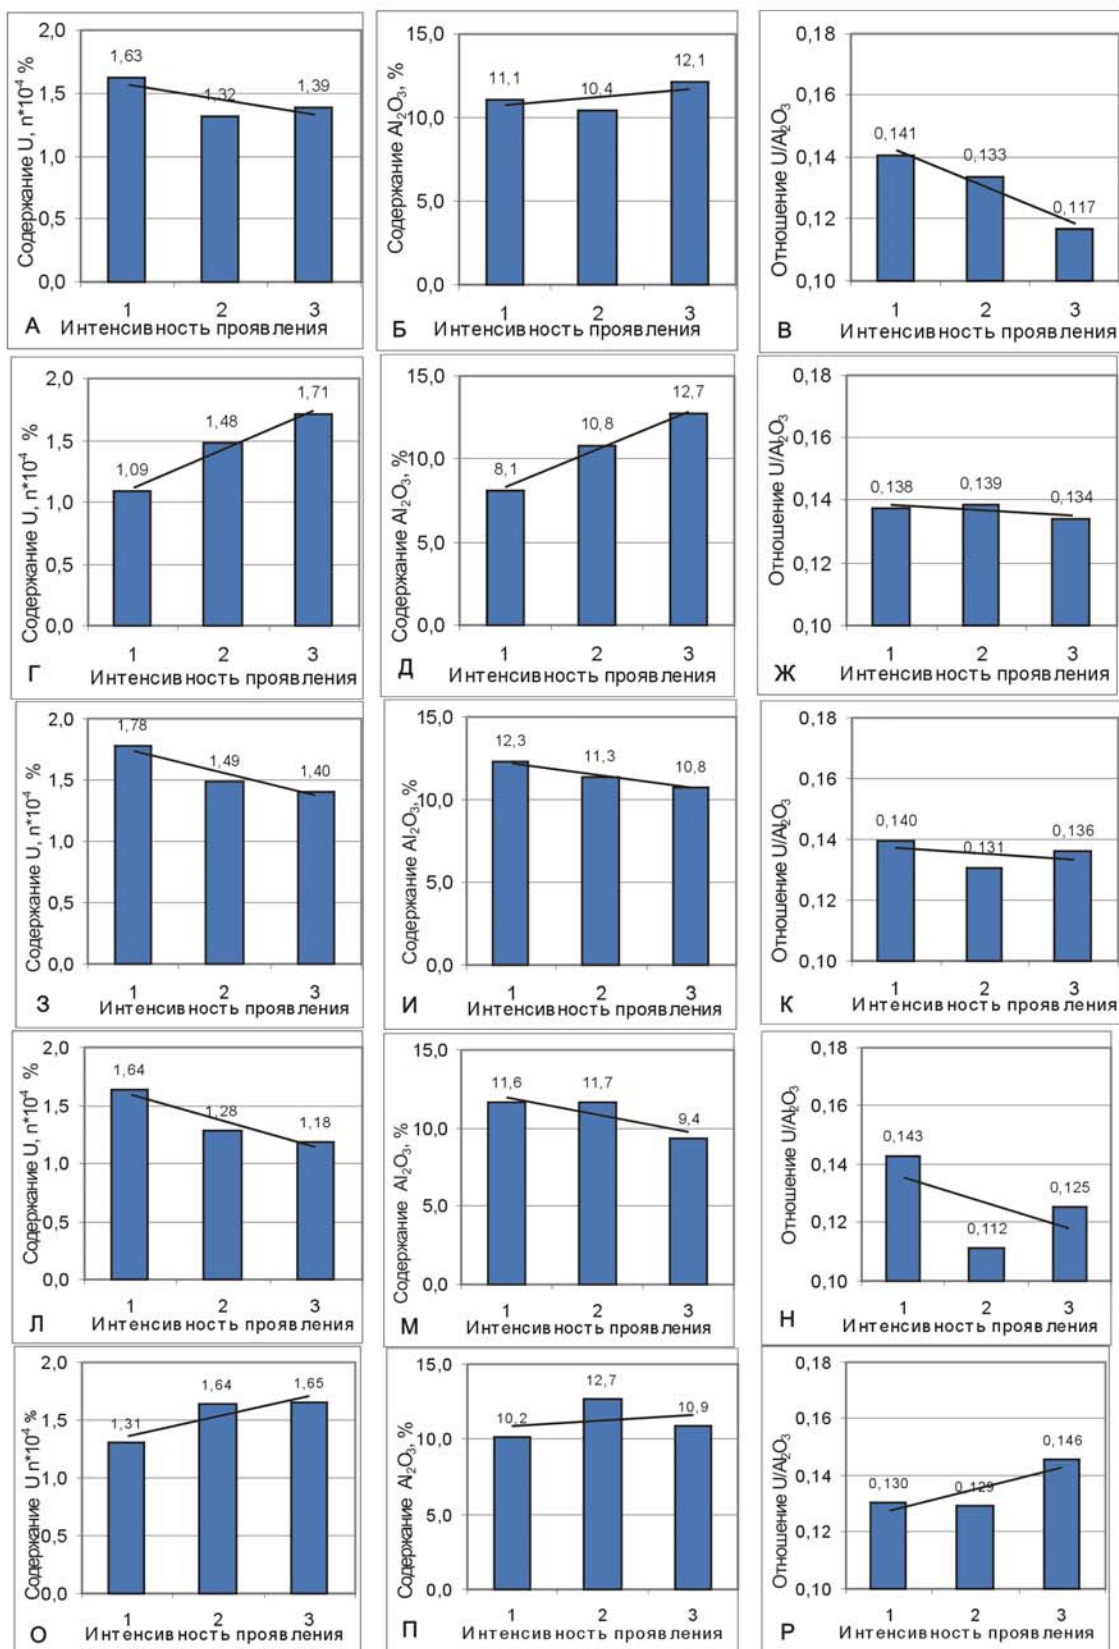 2,0
1,5
1,0
0,5
0,0
Содержание U, n*10⁻⁴ %
1,63
1,32
1,39
1 2 3
А Интенсивность проявления
15,0
10,0
5,0
0,0
Содержание Al₂O₃, %
11,1
10,4
12,1
1 2 3
Б Интенсивность проявления
0,18
0,16
0,14
0,12
0,10
Отношение U/Al₂O₃
0,141
0,133
0,117
1 2 3
В Интенсивность проявления
2,0
1,5
1,0
0,5
0,0
Содержание U, n*10⁻⁴ %
1,09
1,48
1,71
1 2 3
Г Интенсивность проявления
15,0
10,0
5,0
0,0
Содержание Al₂O₃, %
8,1
10,8
12,7
1 2 3
Д Интенсивность проявления
0,18
0,16
0,14
0,12
0,10
Отношение U/Al₂O₃
0,138
0,139
0,134
1 2 3
Ж Интенсивность проявления
2,0
1,5
1,0
0,5
0,0
Содержание U, n*10⁻⁴ %
1,78
1,49
1,40
1 2 3
З Интенсивность проявления
15,0
10,0
5,0
0,0
Содержание Al₂O₃, %
12,3
11,3
10,8
1 2 3
И Интенсивность проявления
0,18
0,16
0,14
0,12
0,10
Отношение U/Al₂O₃
0,140
0,131
0,136
1 2 3
К Интенсивность проявления
2,0
1,5
1,0
0,5
0,0
Содержание U, n*10⁻⁴ %
1,64
1,28
1,18
1 2 3
Л Интенсивность проявления
15,0
10,0
5,0
0,0
Содержание Al₂O₃, %
11,6
11,7
9,4
1 2 3
М Интенсивность проявления
0,18
0,16
0,14
0,12
0,10
Отношение U/Al₂O₃
0,143
0,112
0,125
1 2 3
Н Интенсивность проявления
2,0
1,5
1,0
0,5
0,0
Содержание U n*10⁻⁴ %
1,31
1,64
1,65
1 2 3
О Интенсивность проявления
15,0
10,0
5,0
0,0
Содержание Al₂O₃, %
10,2
12,7
10,9
1 2 3
П Интенсивность проявления
0,18
0,16
0,14
0,12
0,10
Отношение U/Al₂O₃
0,130
0,129
0,146
1 2 3
Р Интенсивность проявления